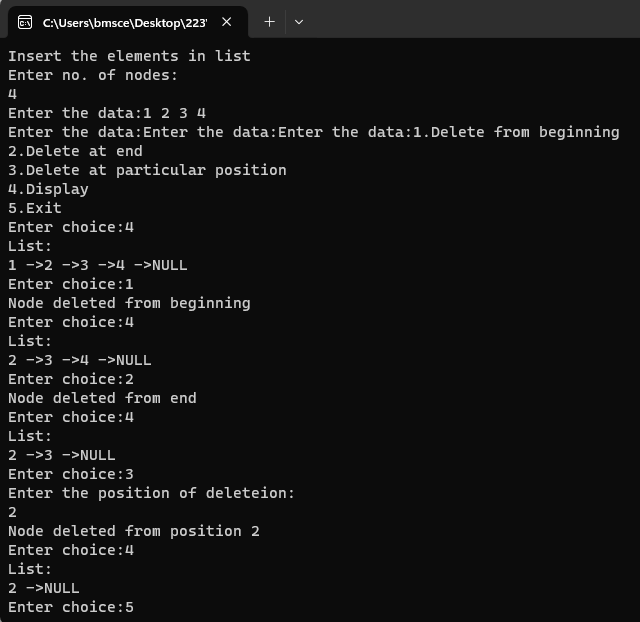 C:\Users\bmsce\Desktop\223'
Insert the elements in list
Enter no. of nodes:
4
Enter the data:1 2 3 4
Enter the data:Enter the data:Enter the data:1.Delete from beginning
2.Delete at end
3.Delete at particular position
4.Display
5.Exit
Enter choice:4
List:
1 ->2 ->3 ->4 ->NULL
Enter choice:1
Node deleted from beginning
Enter choice:4
List:
2 ->3 ->4 ->NULL
Enter choice:2
Node deleted from end
Enter choice:4
List:
2 ->3 ->NULL
Enter choice:3
Enter the position of deleteion:
2
Node deleted from position 2
Enter choice:4
List:
2 ->NULL
Enter choice:5